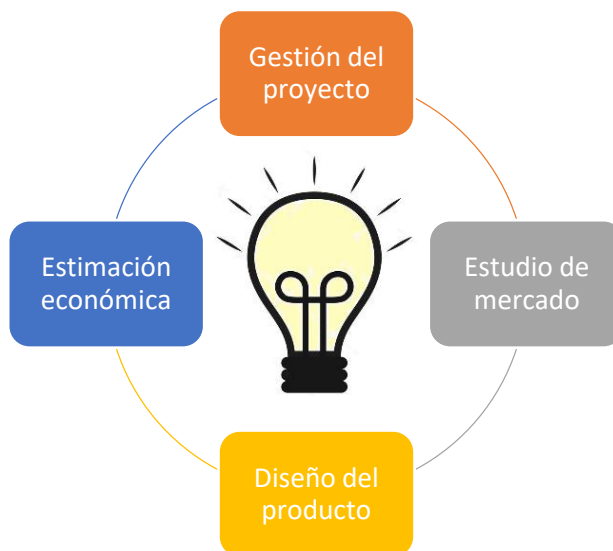 Gestión del
proyecto
Estimación
económica
Estudio de
mercado
Diseño del
producto